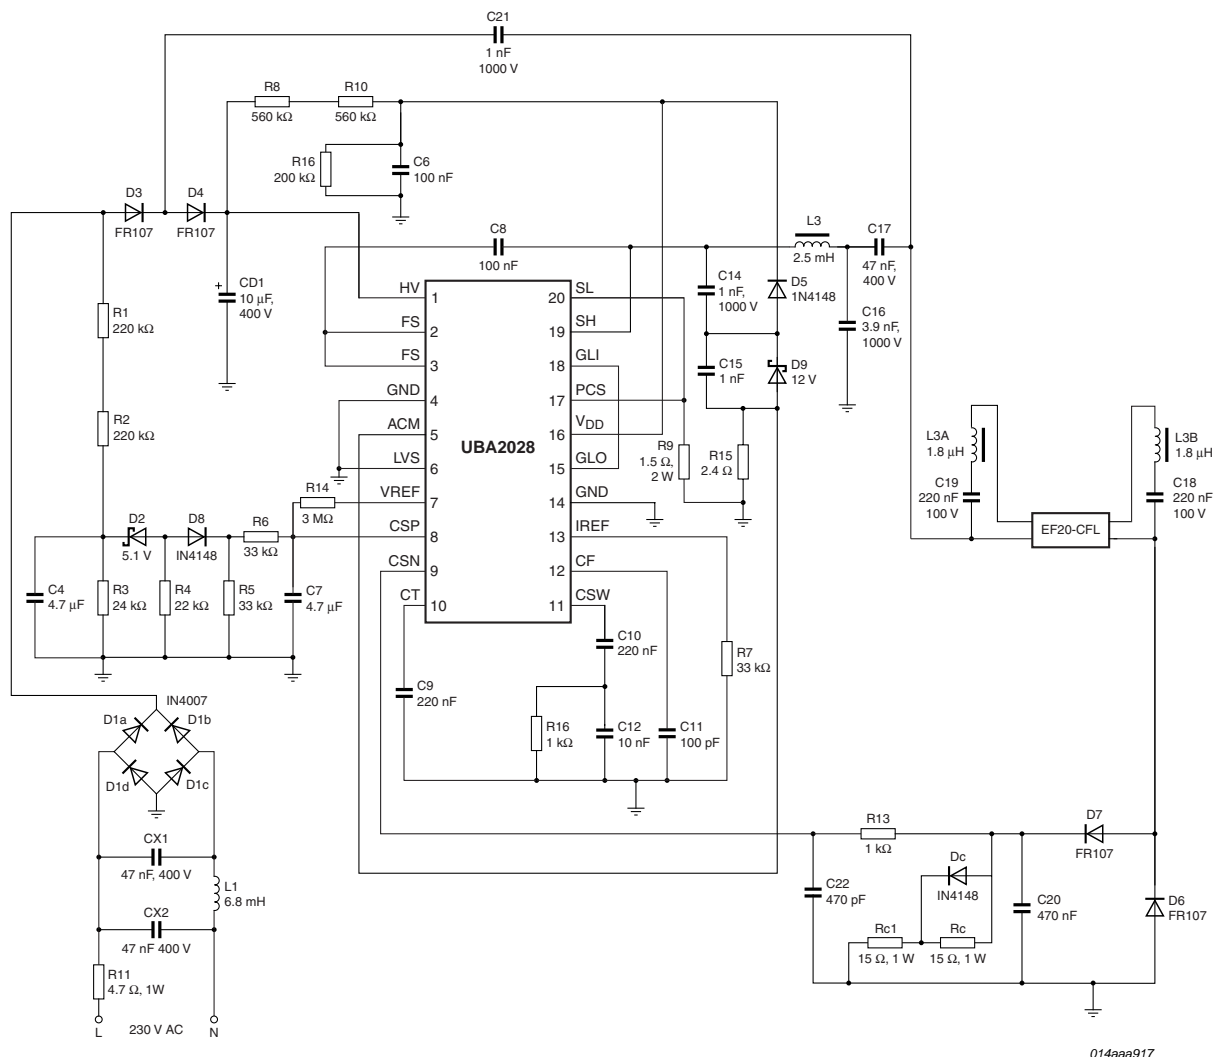 C21
1 nF
1000 V
R8
560 kΩ
R10
560 kΩ
R16
200 kΩ
C6
100 nF
D3
FR107
D4
FR107
C8
100 nF
L3
2.5 mH
C17
47 nF,
400 V
CD1
+
10 μF,
400 V
R1
220 kΩ
R2
220 kΩ
C14
1 nF,
1000 V
D5
1N4148
C16
3.9 nF,
1000 V
C15
1 nF
D9
12 V
UBA2028
HV
1
FS
2
FS
3
GND
4
ACM
5
LVS
6
VREF
7
CSP
8
CSN
9
CT
10
20
SL
19
SH
18
GLI
17
PCS
16
VDD
15
GLO
14
GND
13
IREF
12
CF
11
CSW
R9
1.5 Ω,
2 W
R15
2.4 Ω
L3A
1.8 μH
L3B
1.8 μH
C19
220 nF
100 V
C18
220 nF
100 V
EF20-CFL
R14
3 MΩ
D2
5.1 V
D8
IN4148
R6
33 kΩ
C4
4.7 μF
R3
24 kΩ
R4
22 kΩ
R5
33 kΩ
C7
4.7 μF
C10
220 nF
R7
33 kΩ
C9
220 nF
R16
1 kΩ
C12
10 nF
C11
100 pF
IN4007
D1a
D1b
D1d
D1c
CX1
47 nF, 400 V
L1
6.8 mH
CX2
47 nF 400 V
R11
4.7 Ω, 1W
L
230 V AC
N
R13
1 kΩ
D7
FR107
Dc
IN4148
C22
470 pF
C20
470 nF
D6
FR107
Rc1
15 Ω, 1 W
Rc
15 Ω, 1 W
014aaa917